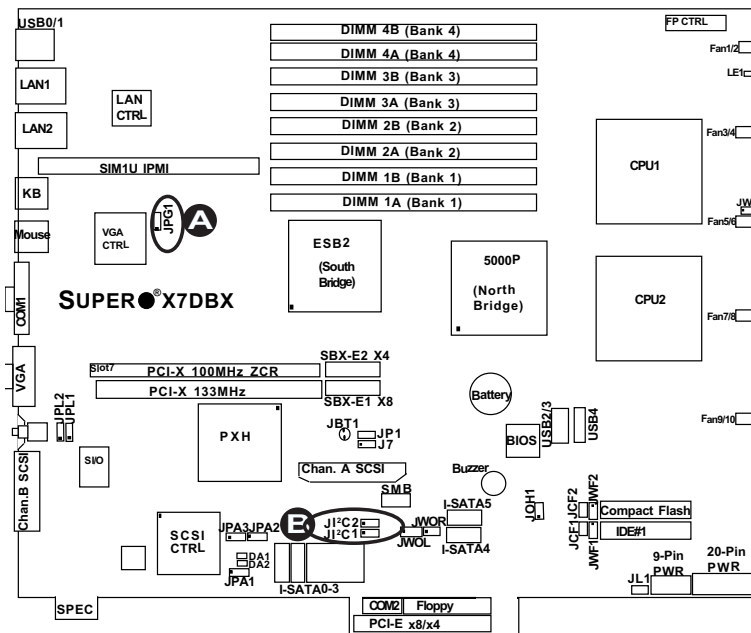 USB0/1
FP CTRL
DIMM 4B (Bank 4)
DIMM 4A (Bank 4)
Fan1/2
DIMM 3B (Bank 3)
LE1
LAN1
LAN
CTRL
DIMM 3A (Bank 3)
LAN2
DIMM 2B (Bank 2)
Fan3/4
DIMM 2A (Bank 2)
SIM1U IPMI
CPU1
DIMM 1B (Bank 1)
KB
DIMM 1A (Bank 1)
JW
JPG1
A
Fan5/6
Mouse
VGA
CTRL
ESB2
(South
Bridge)
5000P
(North
Bridge)
CPU2
COM1
SUPER®X7DBX
Fan7/8
Slot7
PCI-X 100MHz ZCR
SBX-E2 X4
VGA
PCI-X 133MHz
SBX-E1 X8
Battery
JPL2
JPL1
JBT1
JP1
J7
PXH
BIOS
USB2/3
USB4
Fan9/10
SI/O
Chan. A SCSI
Buzzer
Chan.B SCSI
SMB
I-SATA5
JOH1
JCF2
JWF2
Compact Flash
B
JI²C2
JI²C1
JWOR
JWOL
I-SATA4
JCF1
JWF1
IDE#1
SCSI
CTRL
JPA3
JPA2
DA1
DA2
JPA1
I-SATA0-3
9-Pin
PWR
20-Pin
PWR
JL1
SPEC
COM2
Floppy
PCI-E x8/x4